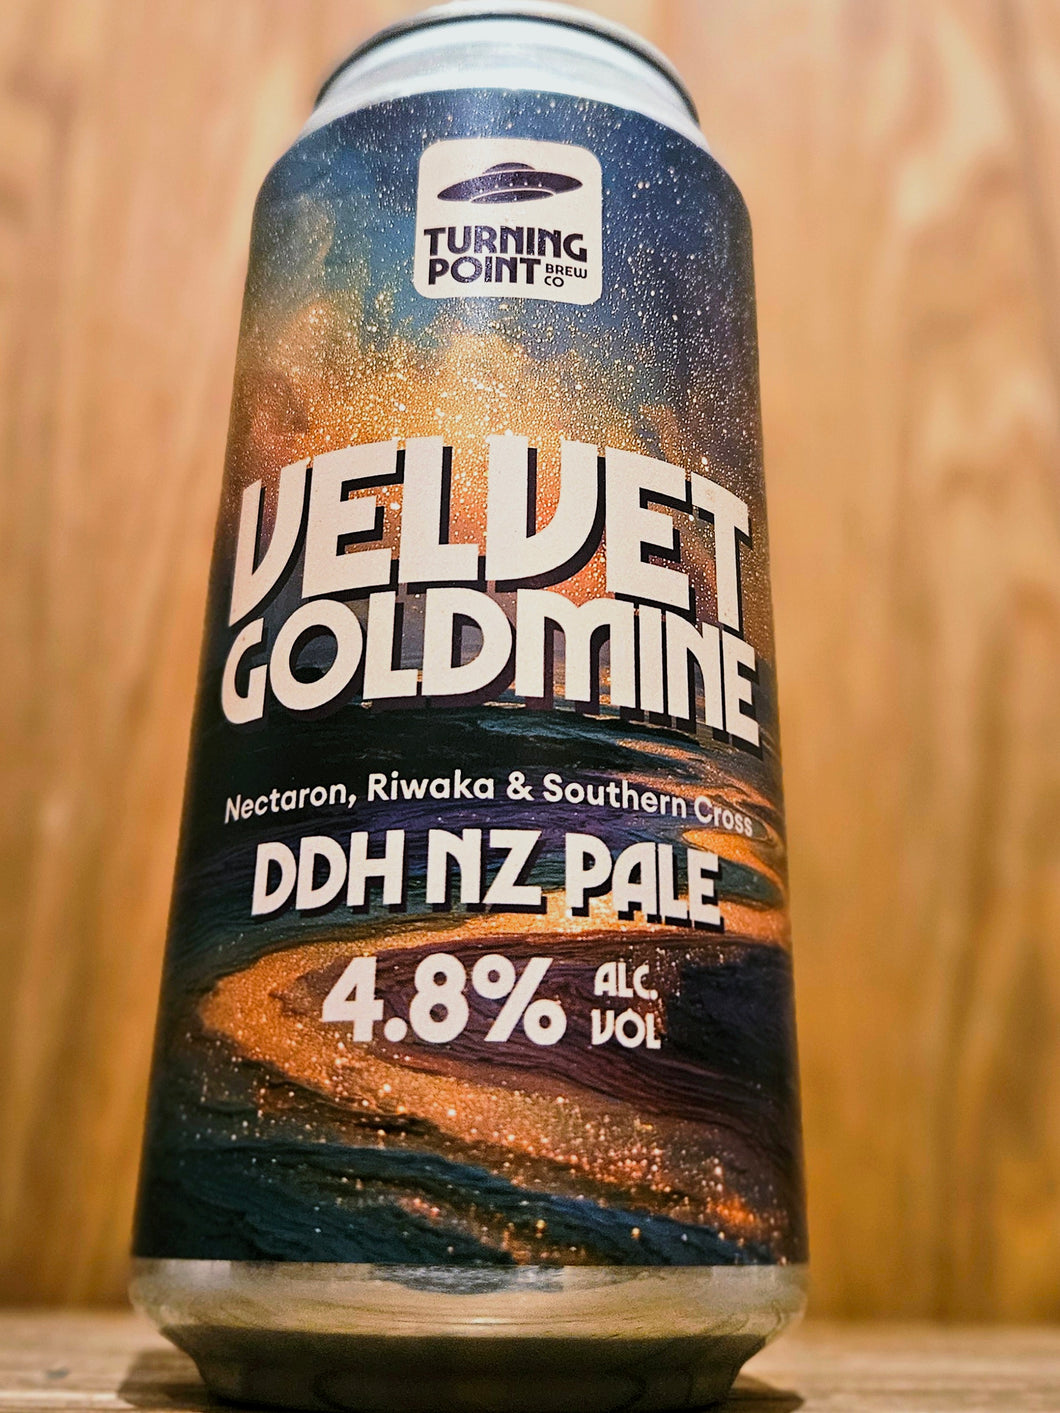 TURNING
POINT BREW
CO
VELVET
GOLDMINE
Nectaron, Riwaka & Southern Cross
DDH NZ PALE
4.8% ALC.
VOL